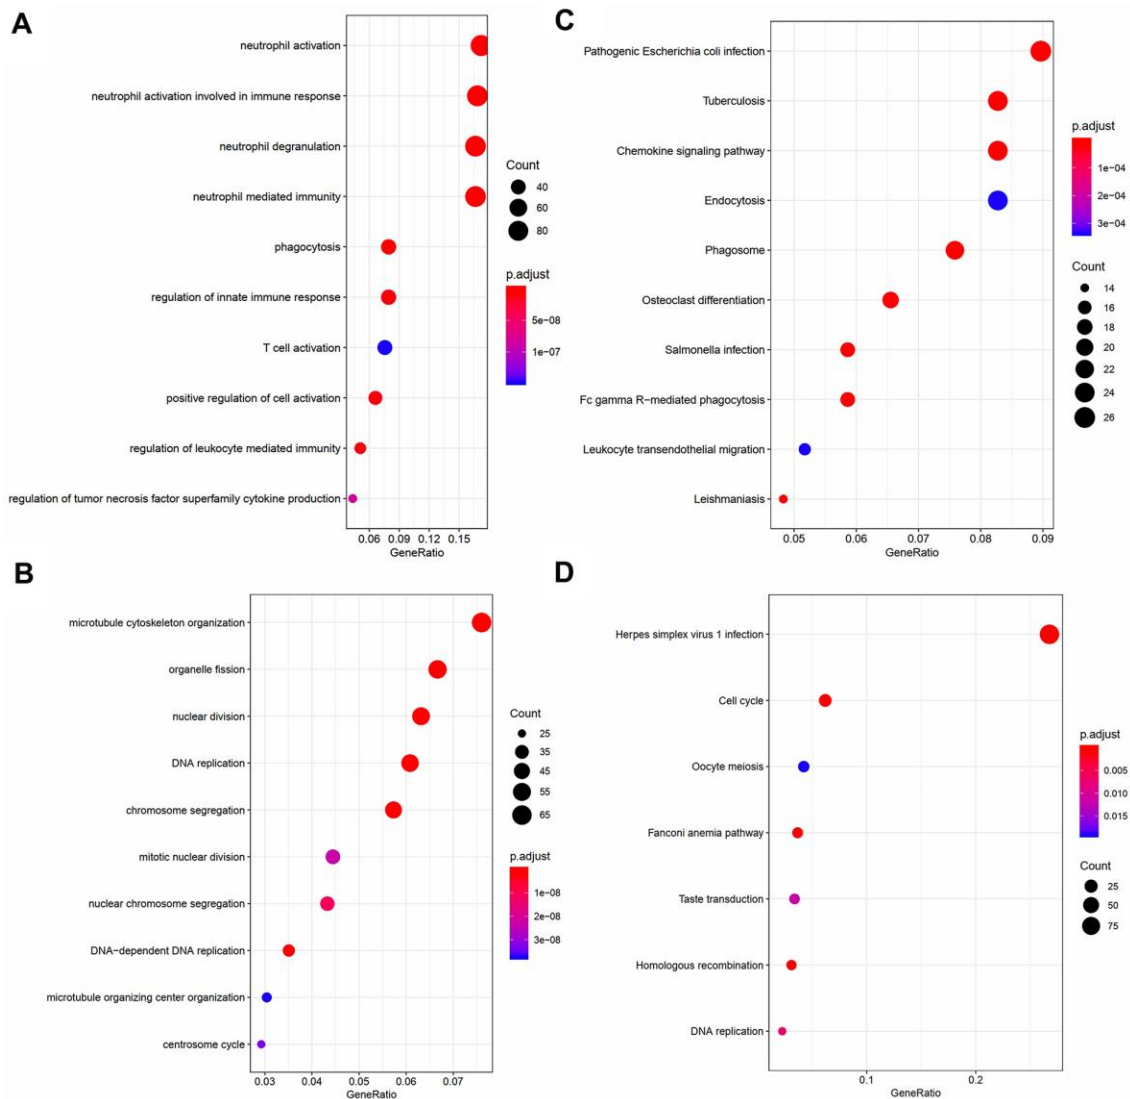 A
neutrophil activation
neutrophil activation involved in immune response
neutrophil degranulation
neutrophil mediated immunity
phagocytosis
regulation of innate immune response
T cell activation
positive regulation of cell activation
regulation of leukocyte mediated immunity
regulation of tumor necrosis factor superfamily cytokine production
0.06 0.09 0.12 0.15
GeneRatio
Count
40
60
80
p.adjust
5e-08
1e-07
C
Pathogenic Escherichia coli infection
Tuberculosis
Chemokine signaling pathway
Endocytosis
Phagosome
Osteoclast differentiation
Salmonella infection
Fc gamma R−mediated phagocytosis
Leukocyte transendothelial migration
Leishmaniasis
0.05 0.06 0.07 0.08 0.09
GeneRatio
p.adjust
1e-04
2e-04
3e-04
Count
14
16
18
20
22
24
26
B
microtubule cytoskeleton organization
organelle fission
nuclear division
DNA replication
chromosome segregation
mitotic nuclear division
nuclear chromosome segregation
DNA−dependent DNA replication
microtubule organizing center organization
centrosome cycle
0.03 0.04 0.05 0.06 0.07
GeneRatio
Count
25
35
45
55
65
p.adjust
1e-08
2e-08
3e-08
D
Herpes simplex virus 1 infection
Cell cycle
Oocyte meiosis
Fanconi anemia pathway
Taste transduction
Homologous recombination
DNA replication
0.1 0.2
GeneRatio
p.adjust
0.005
0.010
0.015
Count
25
50
75